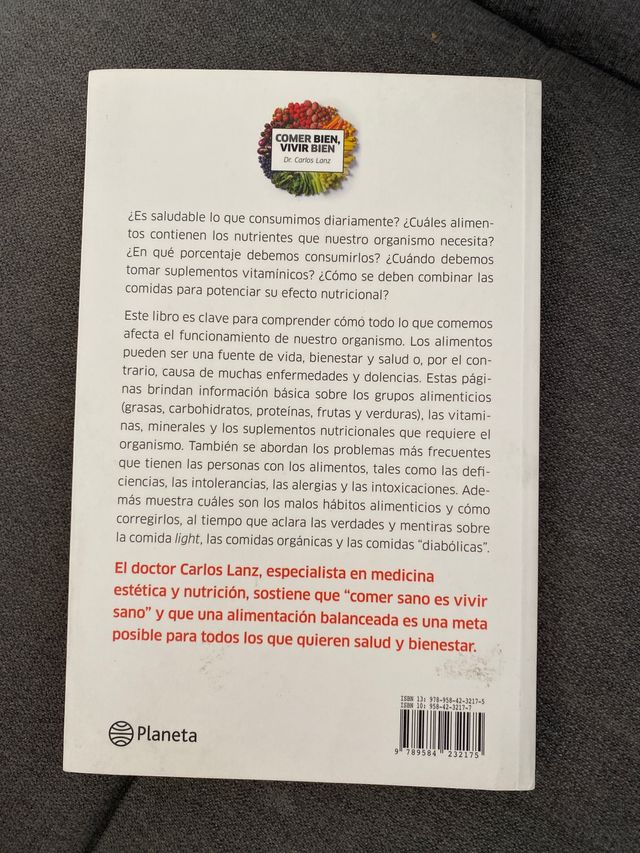 COMER BIEN,
VIVIR BIEN
Dr. Carlos Lanz
¿Es saludable lo que consumimos diariamente? ¿Cuáles alimen-
tos contienen los nutrientes que nuestro organismo necesita?
¿En qué porcentaje debemos consumirlos? ¿Cuándo debemos
tomar suplementos vitamínicos? ¿Cómo se deben combinar las
comidas para potenciar su efecto nutricional?
Este libro es clave para comprender cómó todo lo que comemos
afecta el funcionamiento de nuestro organismo. Los alimentos
pueden ser una fuente de vida, bienestar y salud o, por el con-
trario, causa de muchas enfermedades y dolencias. Estas pági-
nas brindan información básica sobre los grupos alimenticios
(grasas, carbohidratos, proteínas, frutas y verduras), las vitami-
nas, minerales y los suplementos nutricionales que requiere el
organismo. También se abordan los problemas más frecuentes
que tienen las personas con los alimentos, tales como las defi-
ciencias, las intolerancias, las alergias y las intoxicaciones. Ade-
más muestra cuáles son los malos hábitos alimenticios y cómo
corregirlos, al tiempo que aclara las verdades y mentiras sobre
la comida light, las comidas orgánicas y las comidas “diabólicas”.
El doctor Carlos Lanz, especialista en medicina
estética y nutrición, sostiene que “comer sano es vivir
sano” y que una alimentación balanceada es una meta
posible para todos los que quieren salud y bienestar.
ISBN 13: 978-958-42-3217-5
ISBN 10: 958-42-3217-7
Planeta
9 789584 232175